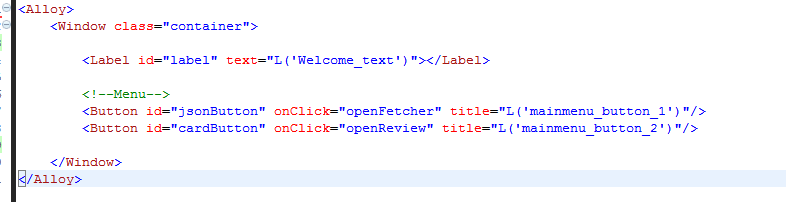 <Alloy>
<Window class="container">
<Label id="label" text="L('Welcome_text')"></Label>
<!--Menu-->
<Button id="jsonButton" onClick="openFetcher" title="L('mainmenu_button_1')"/>
<Button id="cardButton" onClick="openReview" title="L('mainmenu_button_2')"/>
</Window>
</Alloy>